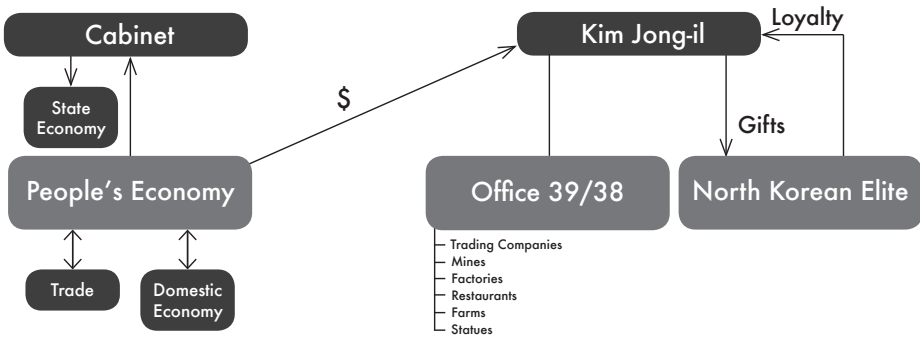 Cabinet
Kim Jong-il
Loyalty
State
Economy
$
Gifts
People’s Economy
Office 39/38
North Korean Elite
Trading Companies
Mines
Factories
Restaurants
Farms
Statues
Trade
Domestic
Economy